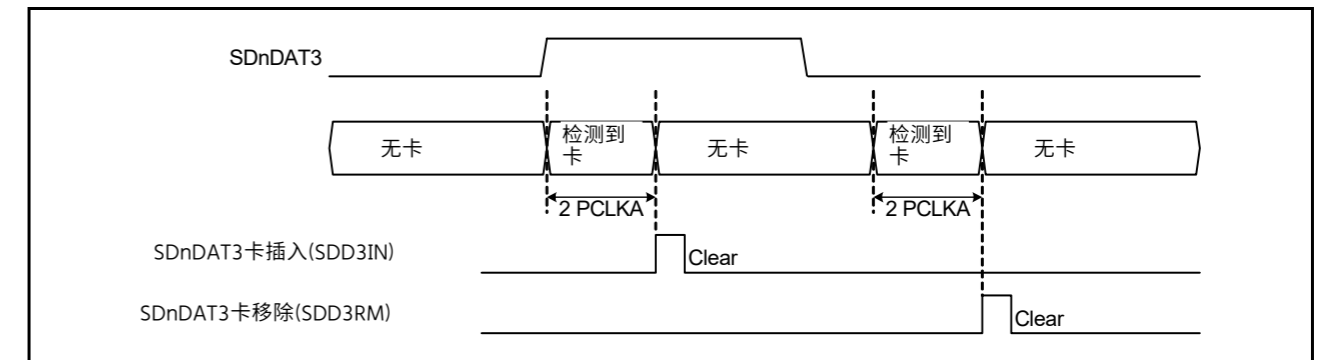 SDnDAT3
无卡
检测到
卡
无卡
检测到
卡
无卡
2 PCLKA
2 PCLKA
SDnDAT3卡插入(SDD3IN)
Clear
SDnDAT3卡移除(SDD3RM)
Clear